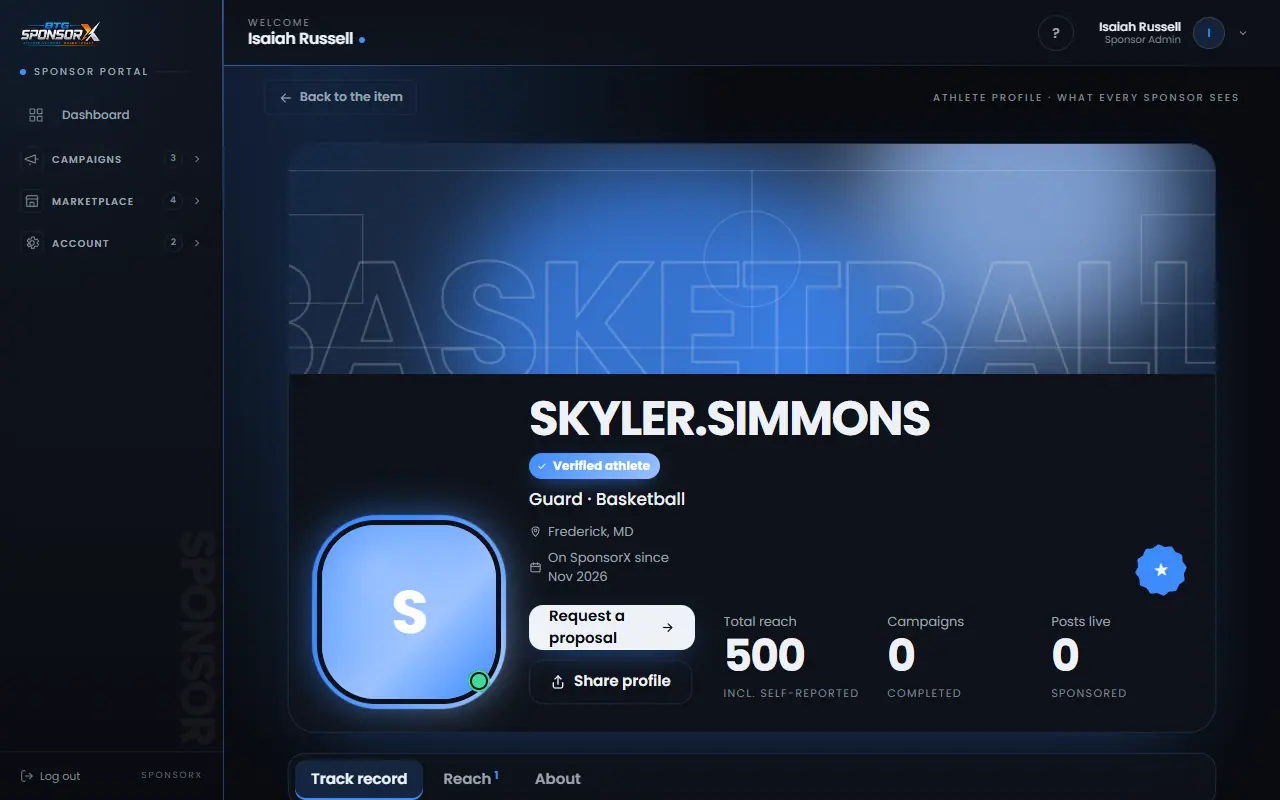 BTG
SPONSORX
SPONSOR PORTAL
Dashboard
CAMPAIGNS 3
MARKETPLACE 4
ACCOUNT 2
SPONSOR
Log out
SPONSORX
WELCOME
Isaiah Russell
?
Isaiah Russell
Sponsor Admin
I
Back to the item
ATHLETE PROFILE · WHAT EVERY SPONSOR SEES
BASKETBALL
SKYLER.SIMMONS
Verified athlete
Guard · Basketball
Frederick, MD
On SponsorX since
Nov 2026
S
Request a
proposal
Share profile
Total reach
500
INCL. SELF-REPORTED
Campaigns
0
COMPLETED
Posts live
0
SPONSORED
Track record
Reach 1
About